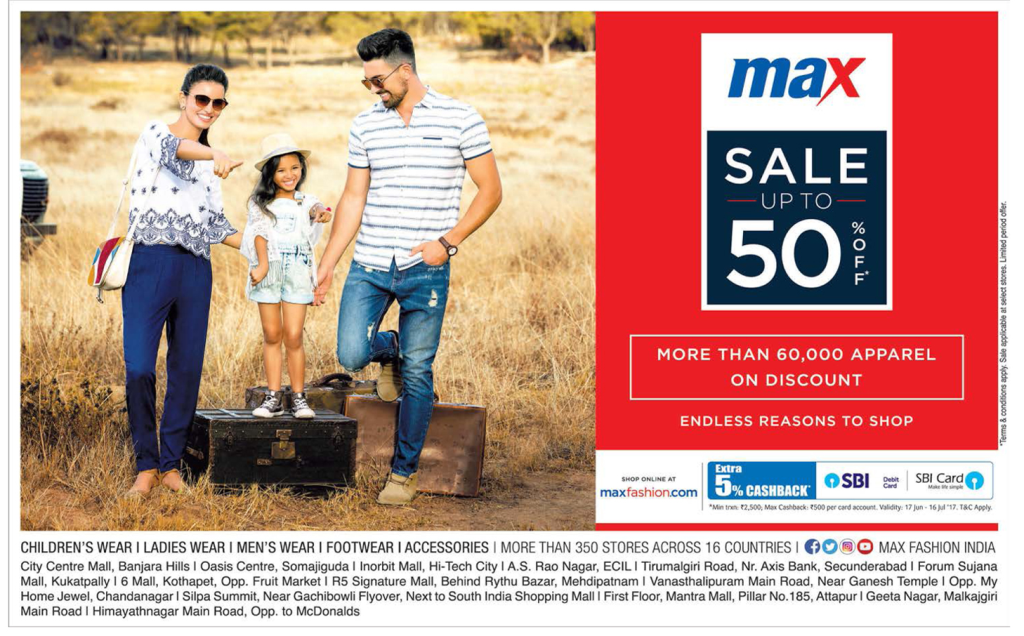 max
SALE
UP TO
50 % OFF*
MORE THAN 60,000 APPAREL
ON DISCOUNT
ENDLESS REASONS TO SHOP
*Terms & conditions apply. Sale applicable at select stores. Limited period offer.
SHOP ONLINE AT
maxfashion.com
Extra
5% CASHBACK*
SBI Debit Card
SBI Card
Make life simple
*Min trxn: ₹2,500; Max Cashback: ₹500 per card account. Validity: 17 Jun - 16 Jul '17. T&C Apply.
CHILDREN'S WEAR I LADIES WEAR I MEN'S WEAR I FOOTWEAR I ACCESSORIES I MORE THAN 350 STORES ACROSS 16 COUNTRIES I MAX FASHION INDIA
City Centre Mall, Banjara Hills I Oasis Centre, Somajiguda I Inorbit Mall, Hi-Tech City I A.S. Rao Nagar, ECIL I Tirumalgiri Road, Nr. Axis Bank, Secunderabad I Forum Sujana
Mall, Kukatpally I 6 Mall, Kothapet, Opp. Fruit Market I R5 Signature Mall, Behind Rythu Bazar, Mehdipatnam I Vanasthalipuram Main Road, Near Ganesh Temple I Opp. My
Home Jewel, Chandanagar I Silpa Summit, Near Gachibowli Flyover, Next to South India Shopping Mall I First Floor, Mantra Mall, Pillar No.185, Attapur I Geeta Nagar, Malkajgiri
Main Road I Himayathnagar Main Road, Opp. to McDonalds